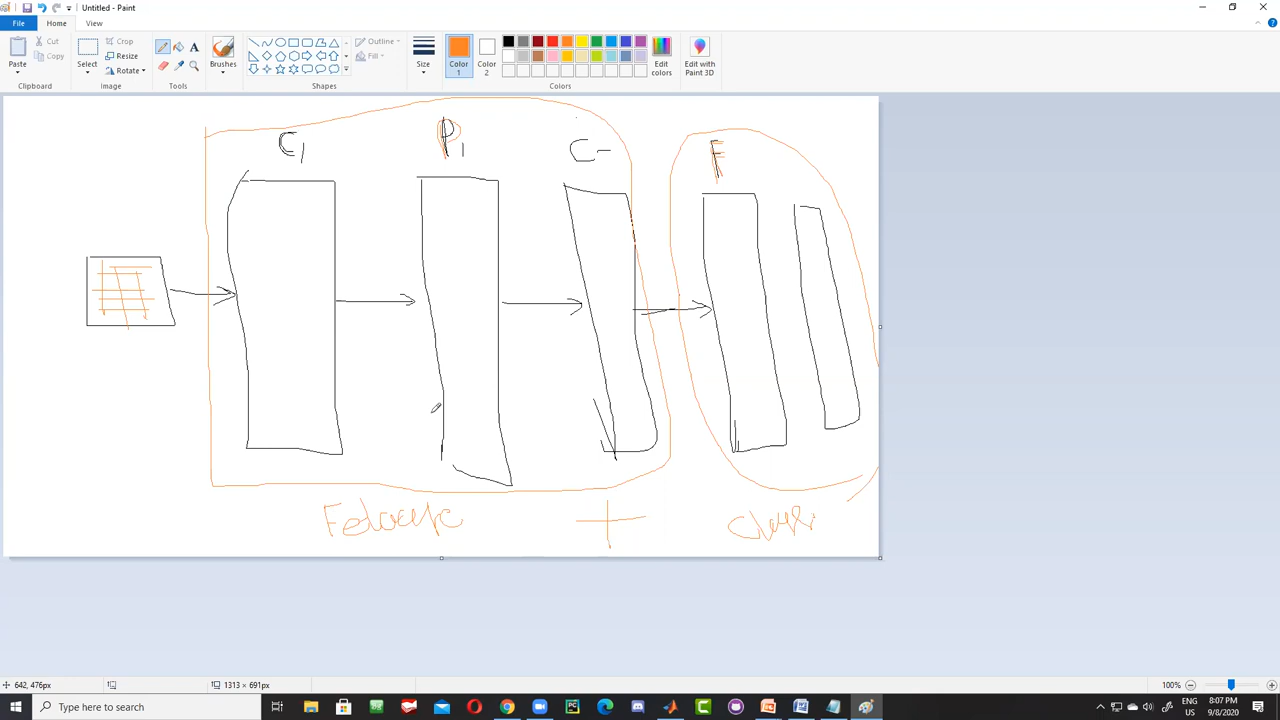 Untitled - Paint
File Home View
Paste
Cut
Copy
Clipboard
Select
Crop
Resize
Rotate
Image
A
Tools
Brushes
Shapes
Outline
Fill
Size
Color 1
Color 2
Edit colors
Colors
Edit with Paint 3D
C1
P1
C
F
642, 476px
1313 × 691px
100%
Type here to search
ENG
US
8:07 PM
9/8/2020